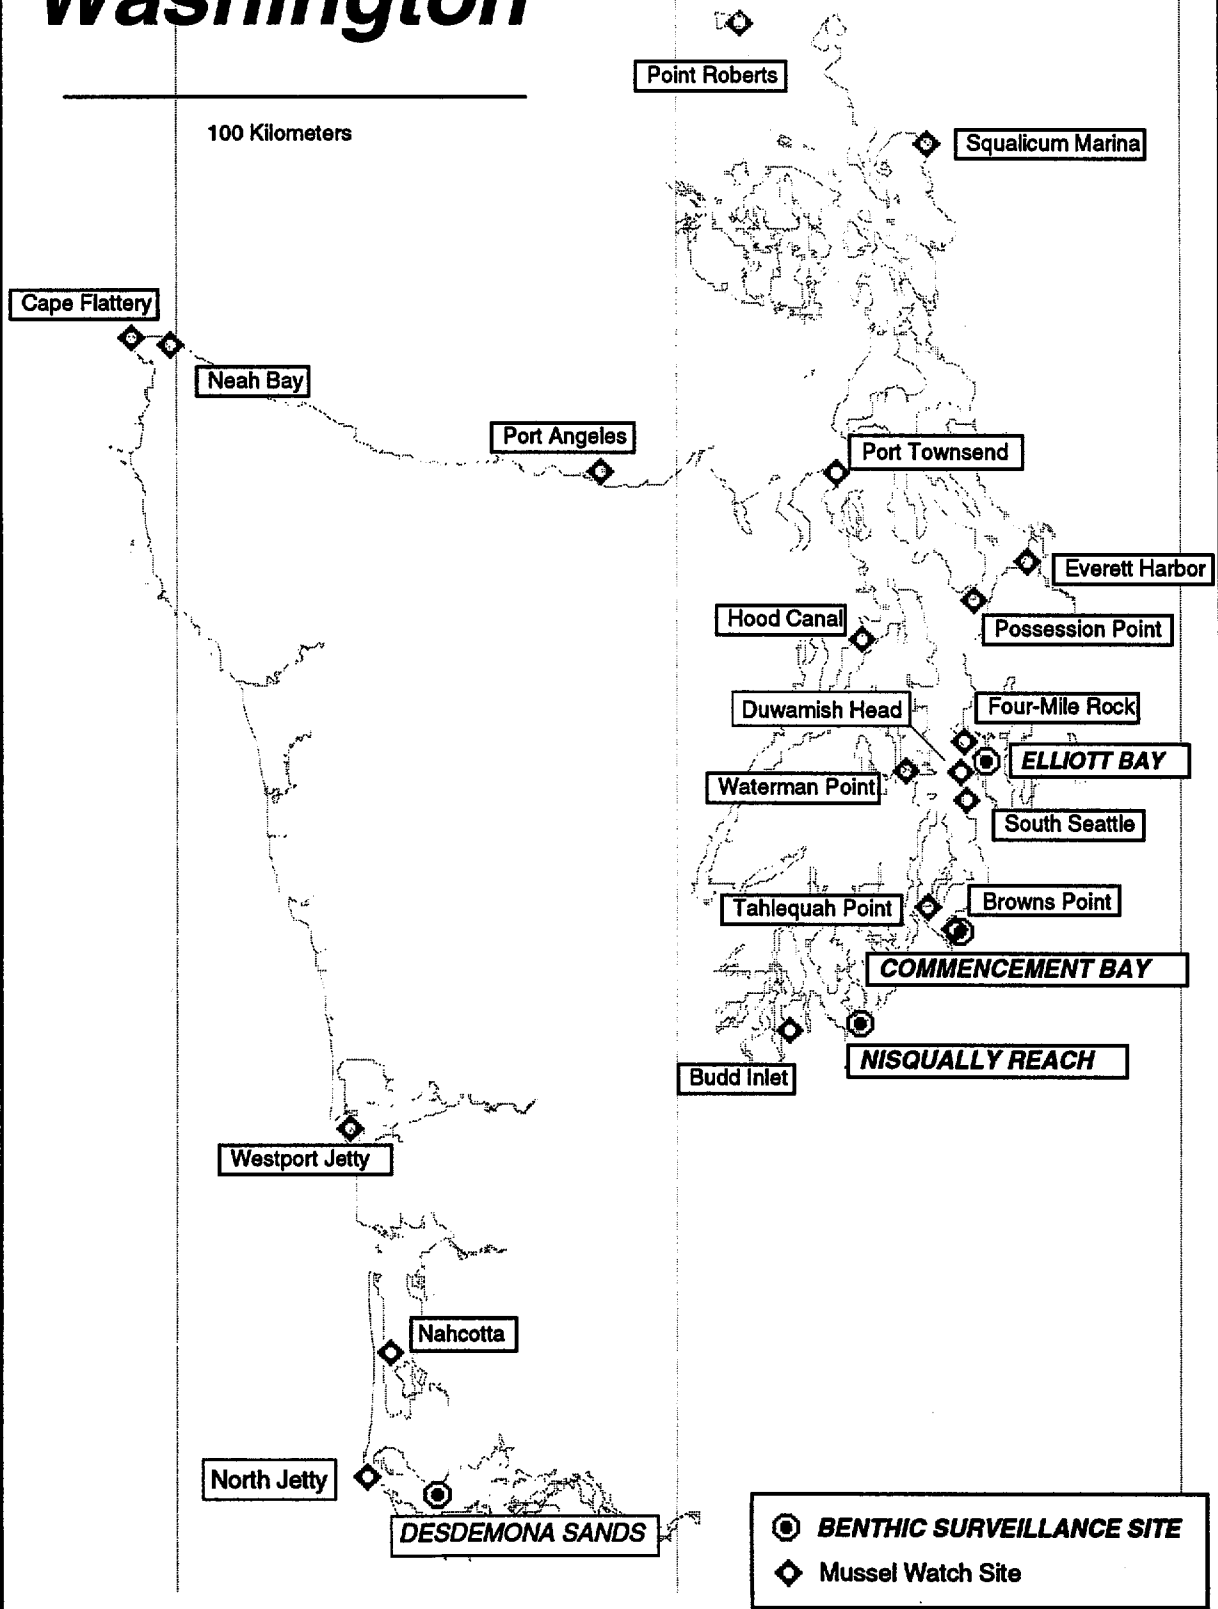 Washington
Point Roberts
100 Kilometers
Squalicum Marina
Cape Flattery
Neah Bay
Port Angeles
Port Townsend
Everett Harbor
Hood Canal
Possession Point
Duwamish Head
Four-Mile Rock
ELLIOTT BAY
Waterman Point
South Seattle
Tahlequah Point
Browns Point
COMMENCEMENT BAY
NISQUALLY REACH
Budd Inlet
Westport Jetty
Nahcotta
North Jetty
DESDEMONA SANDS
BENTHIC SURVEILLANCE SITE
Mussel Watch Site